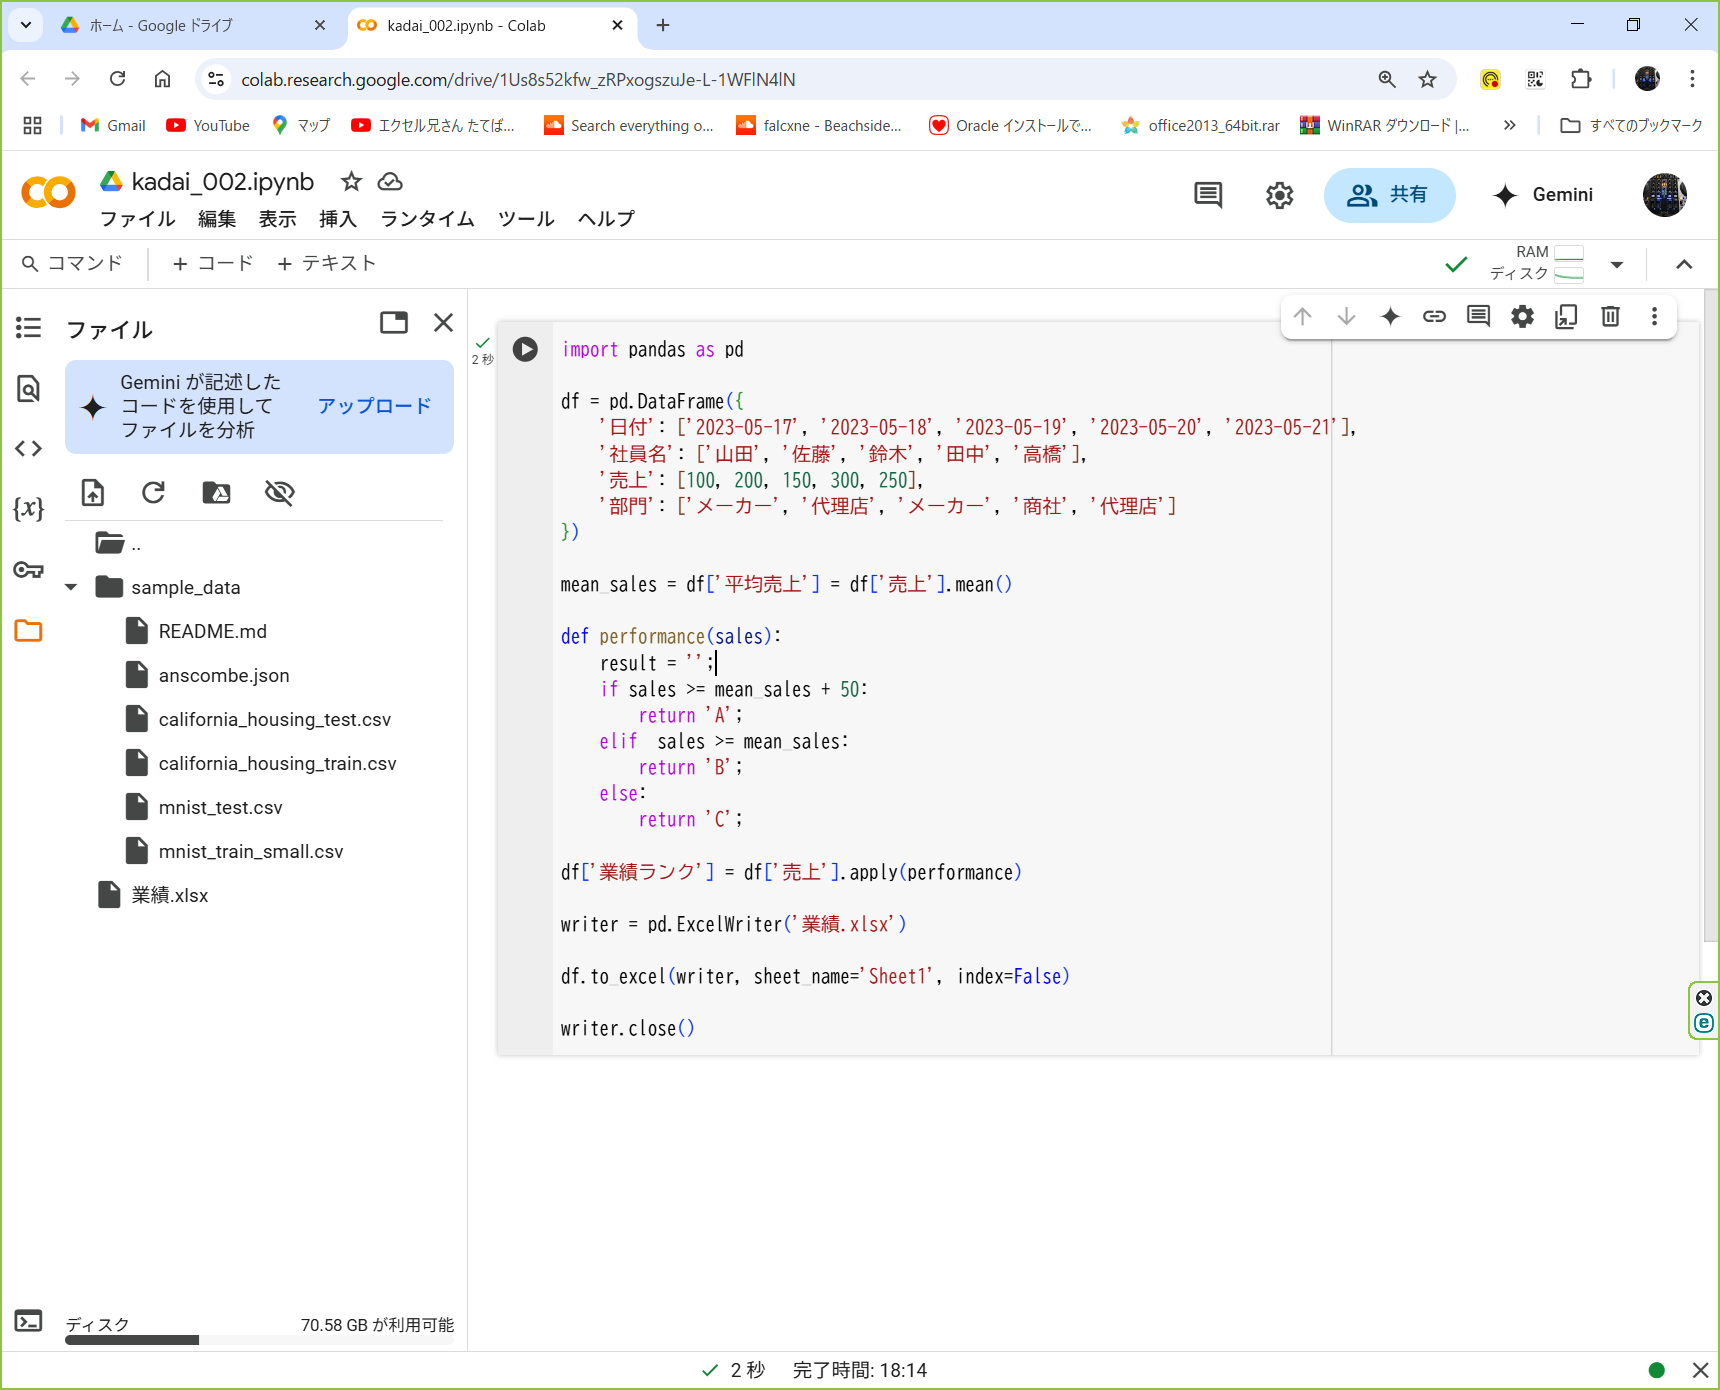 ホーム - Google ドライブ
kadai_002.ipynb - Colab
colab.research.google.com/drive/1Us8s52kfw_zRPxogszuJe-L-1WFlN4lN
Gmail
YouTube
マップ
エクセル兄さん たてば...
Search everything o...
falcxne - Beachside...
Oracle インストールで...
office2013_64bit.rar
WinRAR ダウンロード |...
すべてのブックマーク
kadai_002.ipynb
ファイル 編集 表示 挿入 ランタイム ツール ヘルプ
共有
Gemini
コマンド
+ コード
+ テキスト
RAM
ディスク
ファイル
Gemini が記述した
コードを使用して
ファイルを分析
アップロード
{x}
..
sample_data
README.md
anscombe.json
california_housing_test.csv
california_housing_train.csv
mnist_test.csv
mnist_train_small.csv
業績.xlsx
ディスク
70.58 GB が利用可能
2 秒
import pandas as pd
df = pd.DataFrame({
'日付': ['2023-05-17', '2023-05-18', '2023-05-19', '2023-05-20', '2023-05-21'],
'社員名': ['山田', '佐藤', '鈴木', '田中', '高橋'],
'売上': [100, 200, 150, 300, 250],
'部門': ['メーカー', '代理店', 'メーカー', '商社', '代理店']
})
mean_sales = df['平均売上'] = df['売上'].mean()
def performance(sales):
result = '';
if sales >= mean_sales + 50:
return 'A';
elif  sales >= mean_sales:
return 'B';
else:
return 'C';
df['業績ランク'] = df['売上'].apply(performance)
writer = pd.ExcelWriter('業績.xlsx')
df.to_excel(writer, sheet_name='Sheet1', index=False)
writer.close()
2 秒 完了時間: 18:14